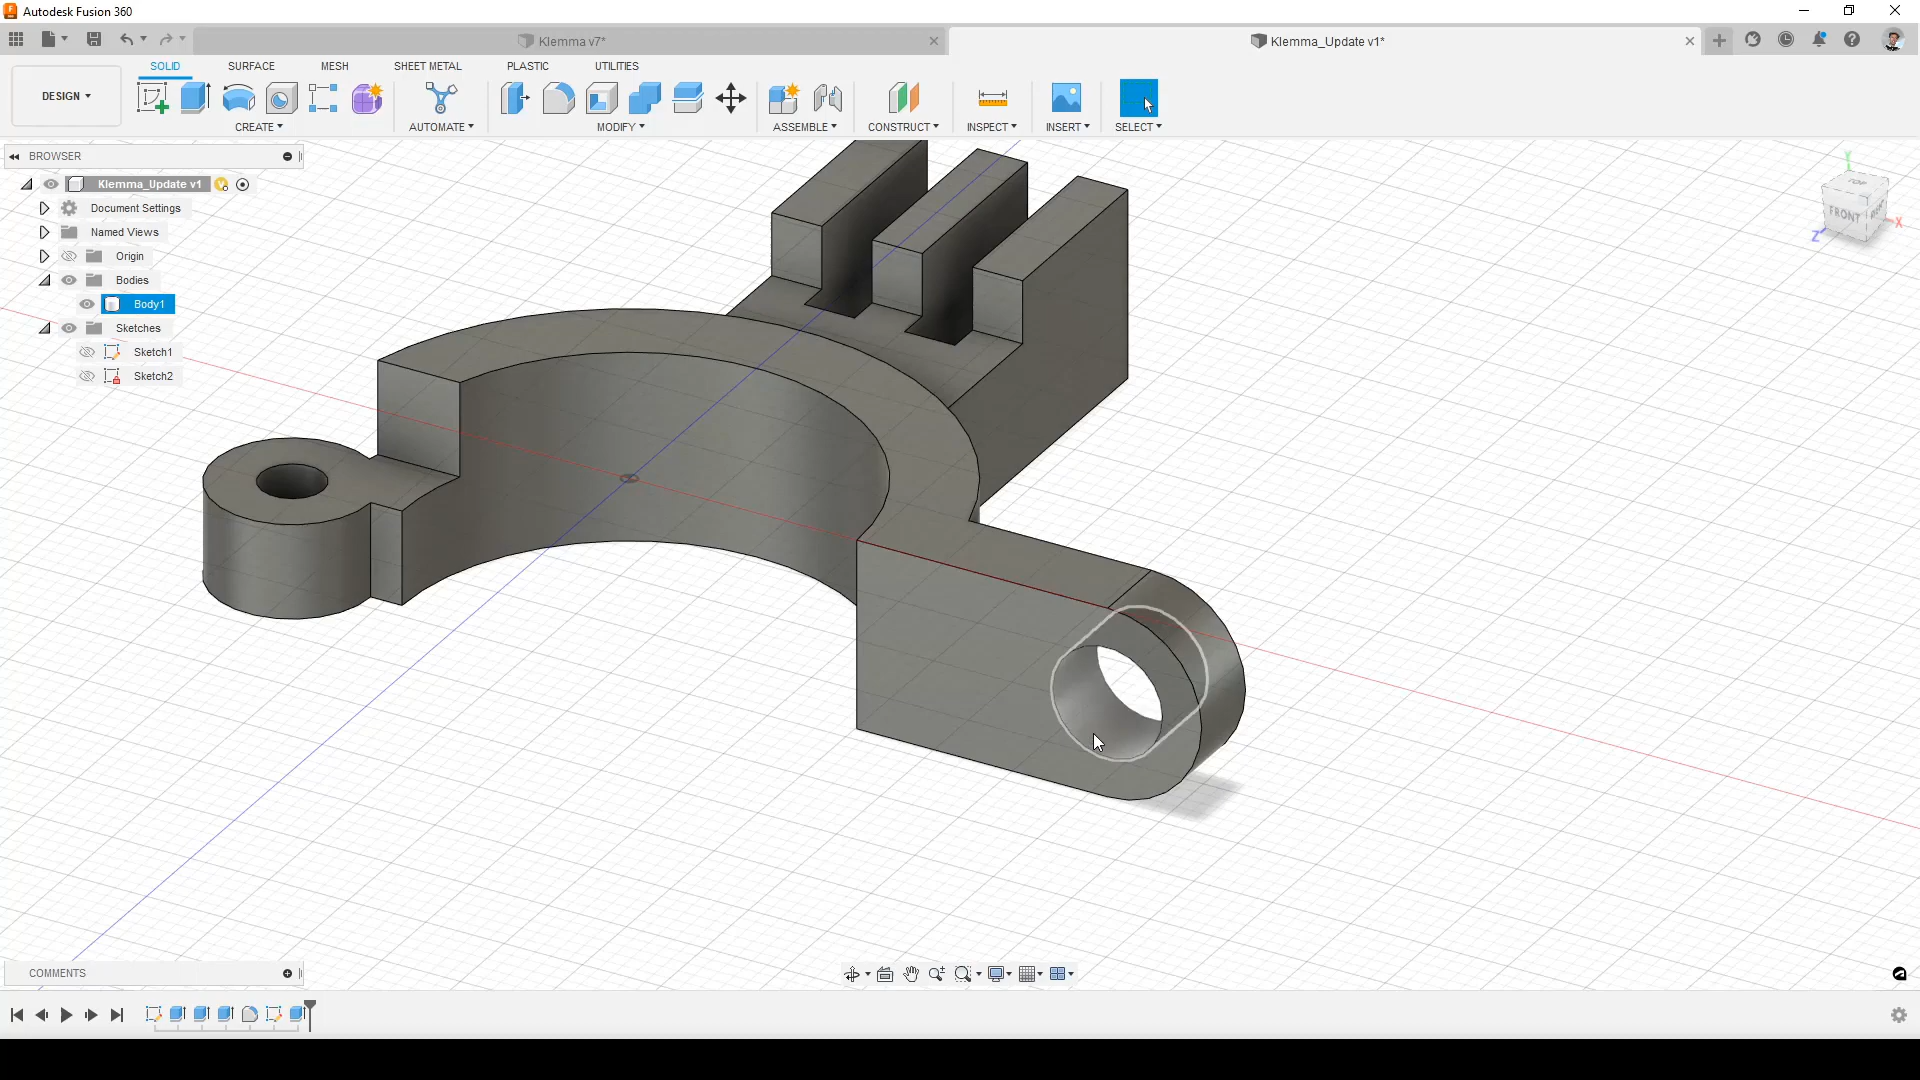 Autodesk Fusion 360
Klemma v7*
Klemma_Update v1*
DESIGN
SOLID SURFACE MESH SHEET METAL PLASTIC UTILITIES
CREATE AUTOMATE MODIFY ASSEMBLE CONSTRUCT INSPECT INSERT SELECT
BROWSER
Klemma_Update v1
Document Settings
Named Views
Origin
Bodies
Body1
Sketches
Sketch1
Sketch2
Y
TOP
FRONT
RIGHT
X
Z
COMMENTS